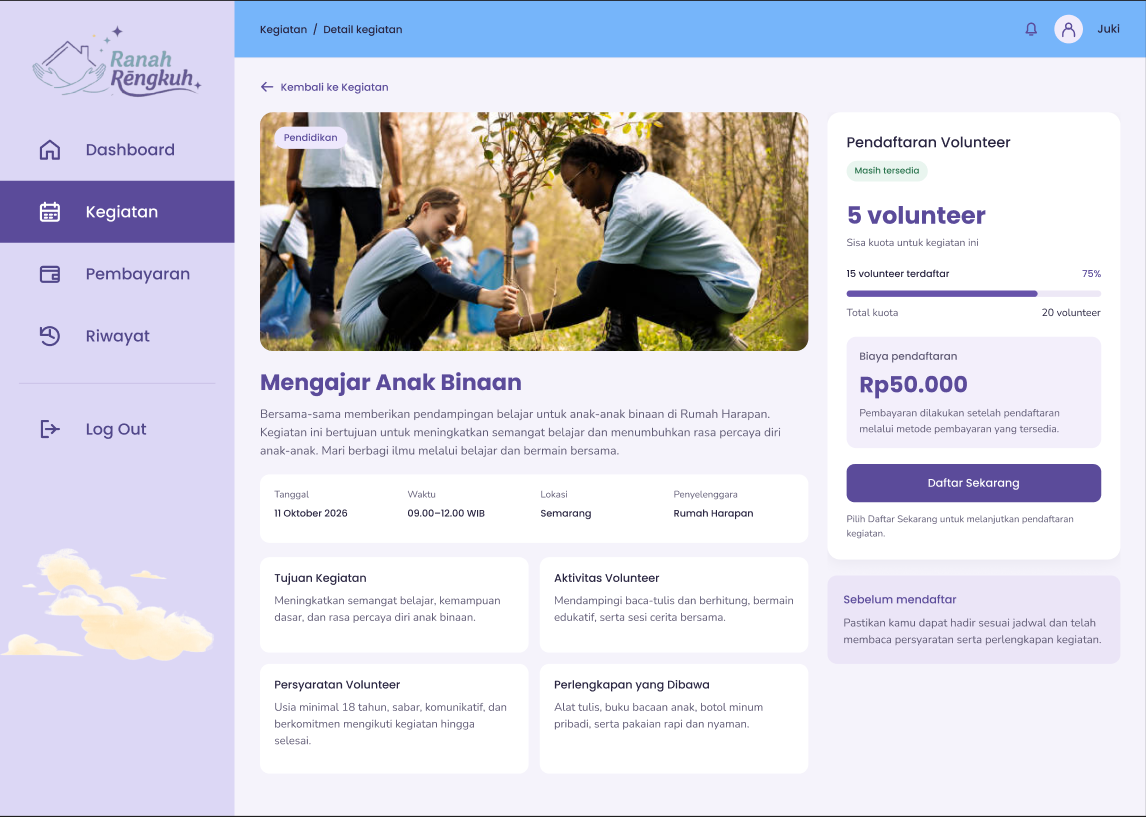 Ranah
Rēngkuh
Dashboard
Kegiatan
Pembayaran
Riwayat
Log Out
Kegiatan / Detail kegiatan
Juki
Kembali ke Kegiatan
Pendidikan
Mengajar Anak Binaan
Bersama-sama memberikan pendampingan belajar untuk anak-anak binaan di Rumah Harapan.
Kegiatan ini bertujuan untuk meningkatkan semangat belajar dan menumbuhkan rasa percaya diri
anak-anak. Mari berbagi ilmu melalui belajar dan bermain bersama.
Tanggal
11 Oktober 2026
Waktu
09.00–12.00 WIB
Lokasi
Semarang
Penyelenggara
Rumah Harapan
Tujuan Kegiatan
Meningkatkan semangat belajar, kemampuan
dasar, dan rasa percaya diri anak binaan.
Aktivitas Volunteer
Mendampingi baca-tulis dan berhitung, bermain
edukatif, serta sesi cerita bersama.
Persyaratan Volunteer
Usia minimal 18 tahun, sabar, komunikatif, dan
berkomitmen mengikuti kegiatan hingga
selesai.
Perlengkapan yang Dibawa
Alat tulis, buku bacaan anak, botol minum
pribadi, serta pakaian rapi dan nyaman.
Pendaftaran Volunteer
Masih tersedia
5 volunteer
Sisa kuota untuk kegiatan ini
15 volunteer terdaftar 75%
Total kuota 20 volunteer
Biaya pendaftaran
Rp50.000
Pembayaran dilakukan setelah pendaftaran
melalui metode pembayaran yang tersedia.
Daftar Sekarang
Pilih Daftar Sekarang untuk melanjutkan pendaftaran
kegiatan.
Sebelum mendaftar
Pastikan kamu dapat hadir sesuai jadwal dan telah
membaca persyaratan serta perlengkapan kegiatan.